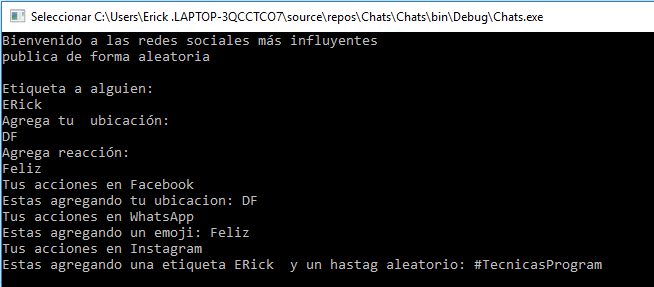 Seleccionar C:\Users\Erick .LAPTOP-3QCCTCO7\source\repos\Chats\Chats\bin\Debug\Chats.exe
Bienvenido a las redes sociales más influyentes
publica de forma aleatoria
Etiqueta a alguien:
ERick
Agrega tu  ubicación:
DF
Agrega reacción:
Feliz
Tus acciones en Facebook
Estas agregando tu ubicacion: DF
Tus acciones en WhatsApp
Estas agregando un emoji: Feliz
Tus acciones en Instagram
Estas agregando una etiqueta ERick  y un hastag aleatorio: #TecnicasProgram